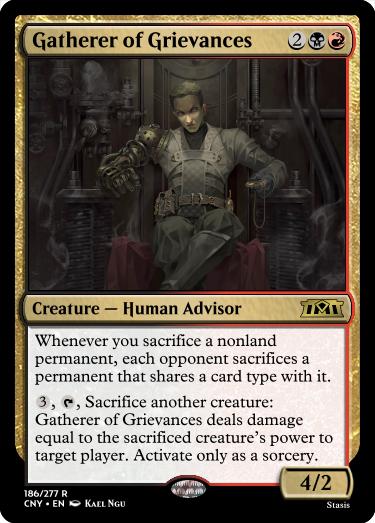 Gatherer of Grievances 2
Creature — Human Advisor
Whenever you sacrifice a nonland
permanent, each opponent sacrifices a
permanent that shares a card type with it.
3, , Sacrifice another creature:
Gatherer of Grievances deals damage
equal to the sacrificed creature's power to
target player. Activate only as a sorcery.
4/2
186/277 R
CNY • EN Kael Ngu
Stasis